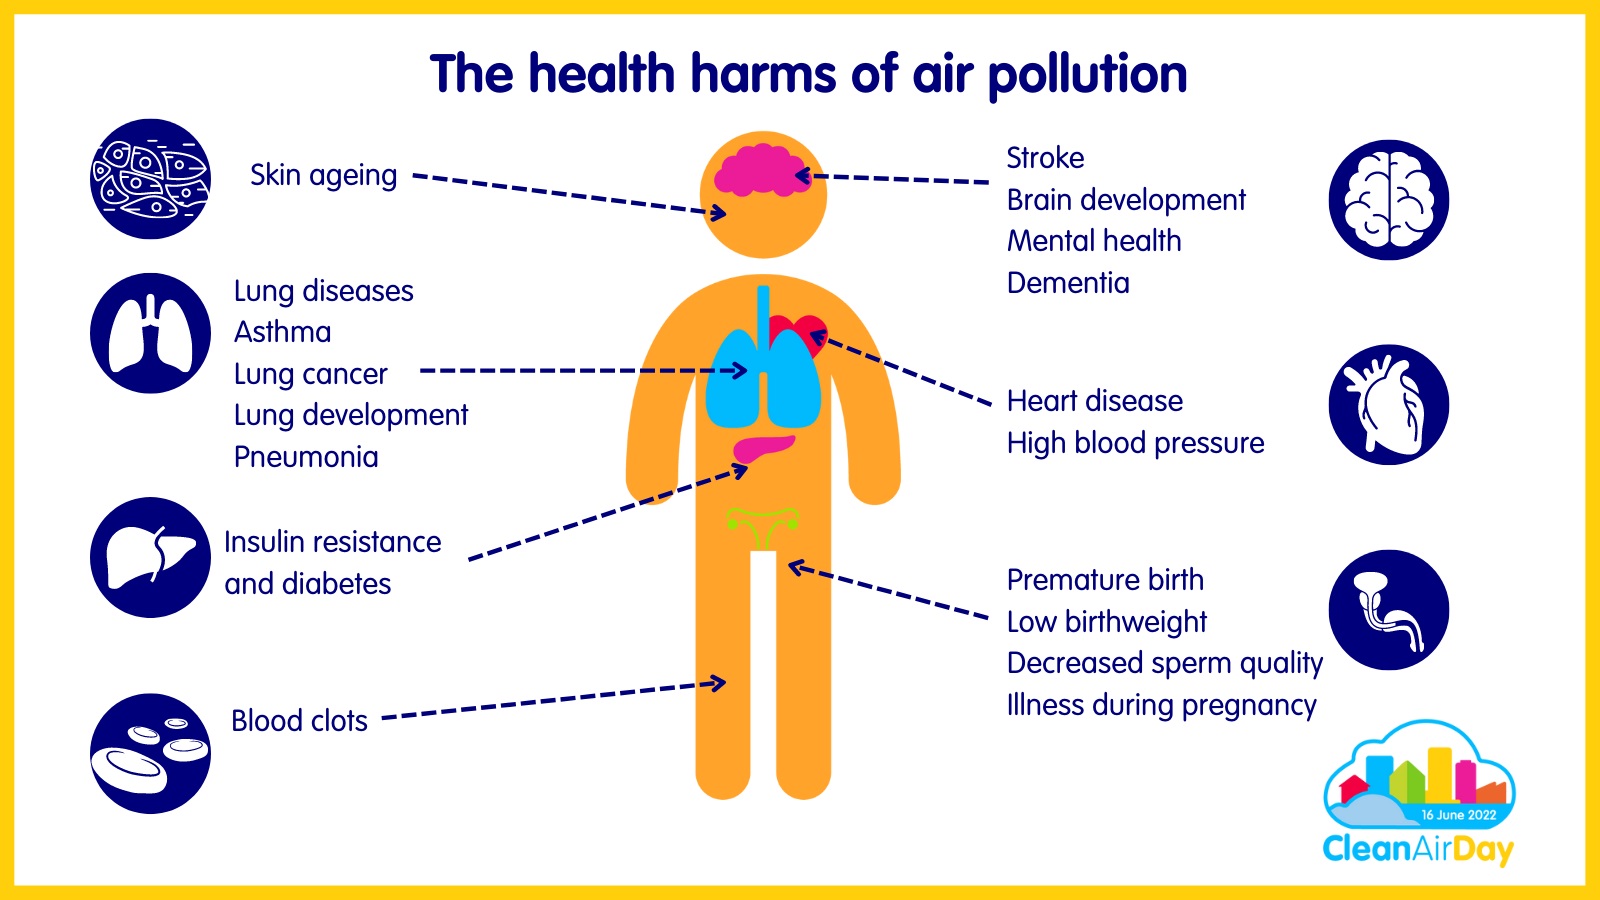 The health harms of air pollution
Skin ageing
Lung diseases
Asthma
Lung cancer
Lung development
Pneumonia
Insulin resistance
and diabetes
Blood clots
Stroke
Brain development
Mental health
Dementia
Heart disease
High blood pressure
Premature birth
Low birthweight
Decreased sperm quality
Illness during pregnancy
16 June 2022
CleanAirDay